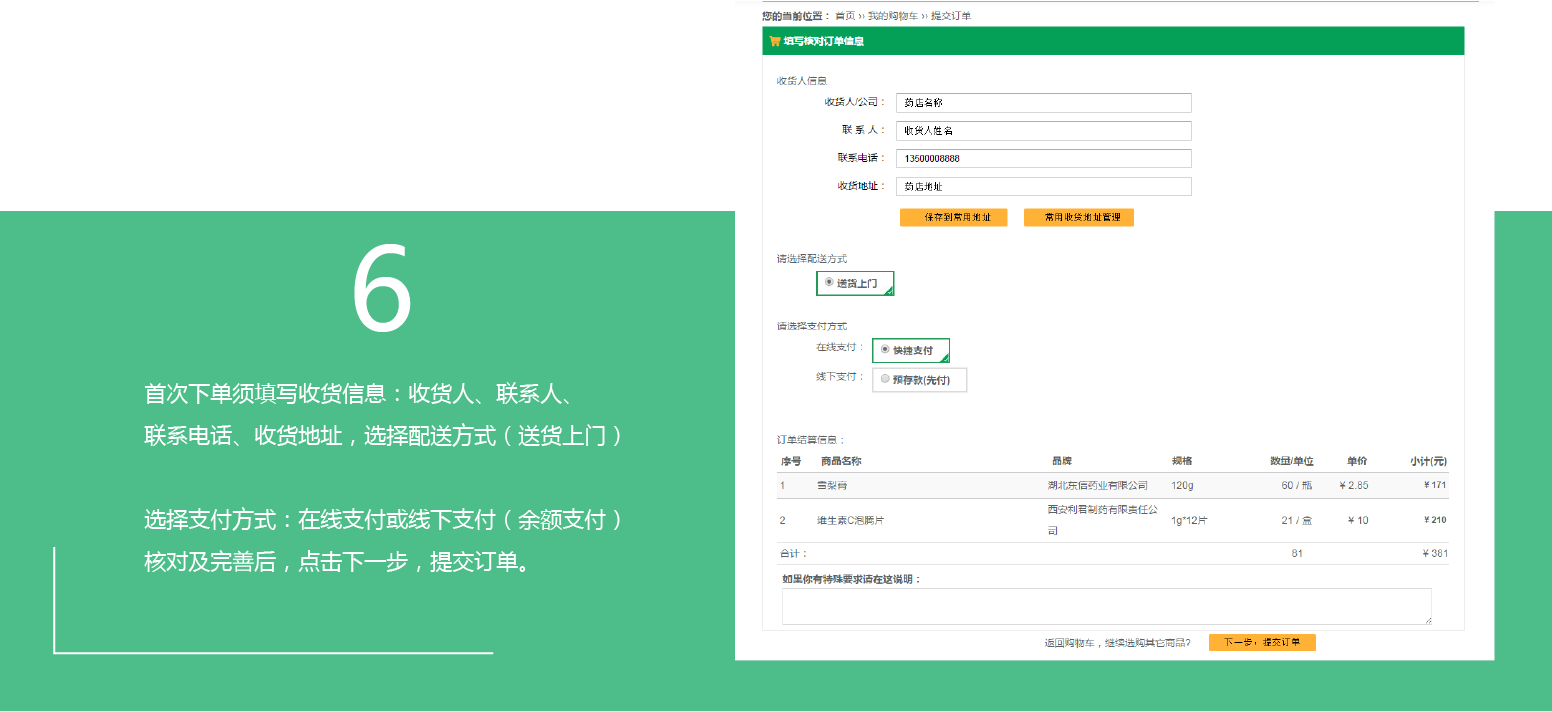 6
首次下单须填写收货信息：收货人、联系人、
联系电话、收货地址，选择配送方式（送货上门）
选择支付方式：在线支付或线下支付（余额支付）
核对及完善后，点击下一步，提交订单。
您的当前位置： 首页 ›› 我的购物车 ›› 提交订单
填写核对订单信息
收货人信息
收货人/公司： 药店名称
联 系 人： 收货人姓名
联系电话： 13600008888
收货地址： 药店地址
保存到常用地址 常用收货地址管理
请选择配送方式
送货上门
请选择支付方式
在线支付： 快捷支付
线下支付： 预存款(先付)
订单结算信息：
序号 商品名称 品牌 规格 数量/单位 单价 小计(元)
1 雪梨膏 湖北东信药业有限公司 120g 60 / 瓶 ¥ 2.85 ¥ 171
2 维生素C泡腾片 西安利君制药有限责任公
司 1g*12片 21 / 盒 ¥ 10 ¥ 210
合计： 81 ¥ 381
如果你有特殊要求请在这说明：
返回购物车，继续选购其它商品? 下一步，提交订单